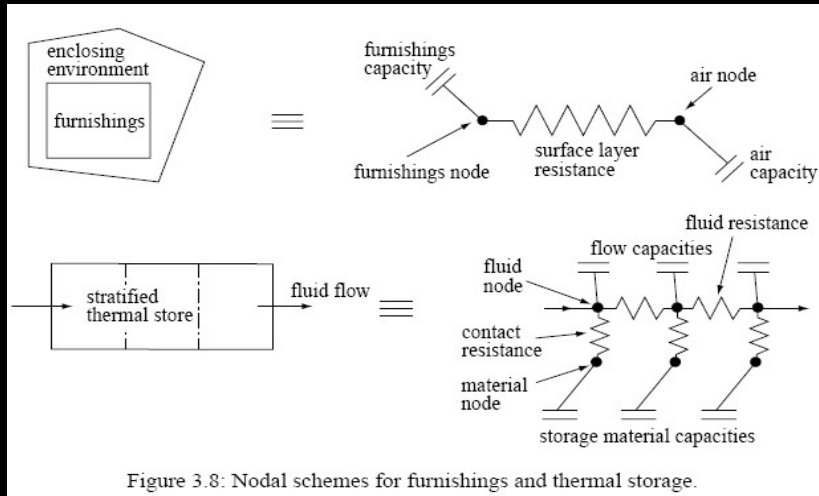 enclosing
environment
furnishings
furnishings
capacity
air node
furnishings node
surface layer
resistance
air
capacity
stratified
thermal store
fluid flow
fluid resistance
flow capacities
fluid
node
contact
resistance
material
node
storage material capacities
Figure 3.8: Nodal schemes for furnishings and thermal storage.